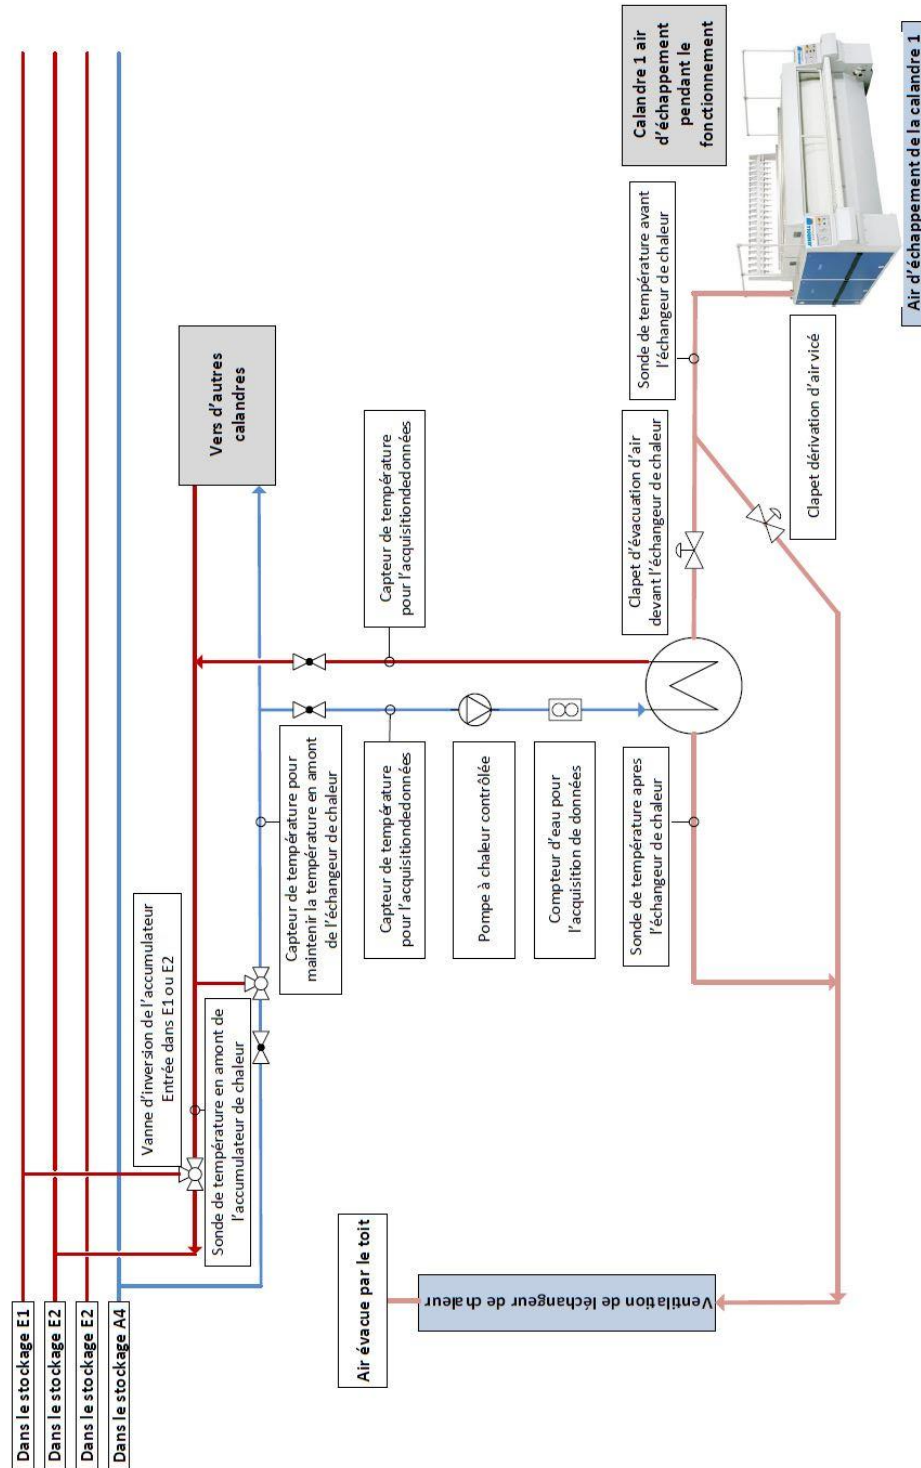 Dans le stockage E1
Dans le stockage E2
Dans le stockage E2
Dans le stockage A4
Vanne d'inversion de l'accumulateur
Entrée dans E1 ou E2
Sonde de température en amont de
l'accumulateur de chaleur
Vers d'autres
calandres
Capteur de température pour
maintenir la température en amont
de l'échangeur de chaleur
Capteur de température
pour l'acquisitiondedonnées
Capteur de température
pour l'acquisitiondedonnées
Pompe à chaleur contrôlée
Compteur d'eau pour
l'acquisition de données
Sonde de température apres
l'échangeur de chaleur
Clapet d'évacuation d'air
devant l'échangeur de chaleur
Sonde de température avant
l'échangeur de chaleur
Calandre 1 air
d'échappement
pendant le
fonctionnement
Clapet dérivation d'air vicé
Air d'échappement de la calandre 1
Air évacue par le toit
Ventilation de léchangeur de chaleur